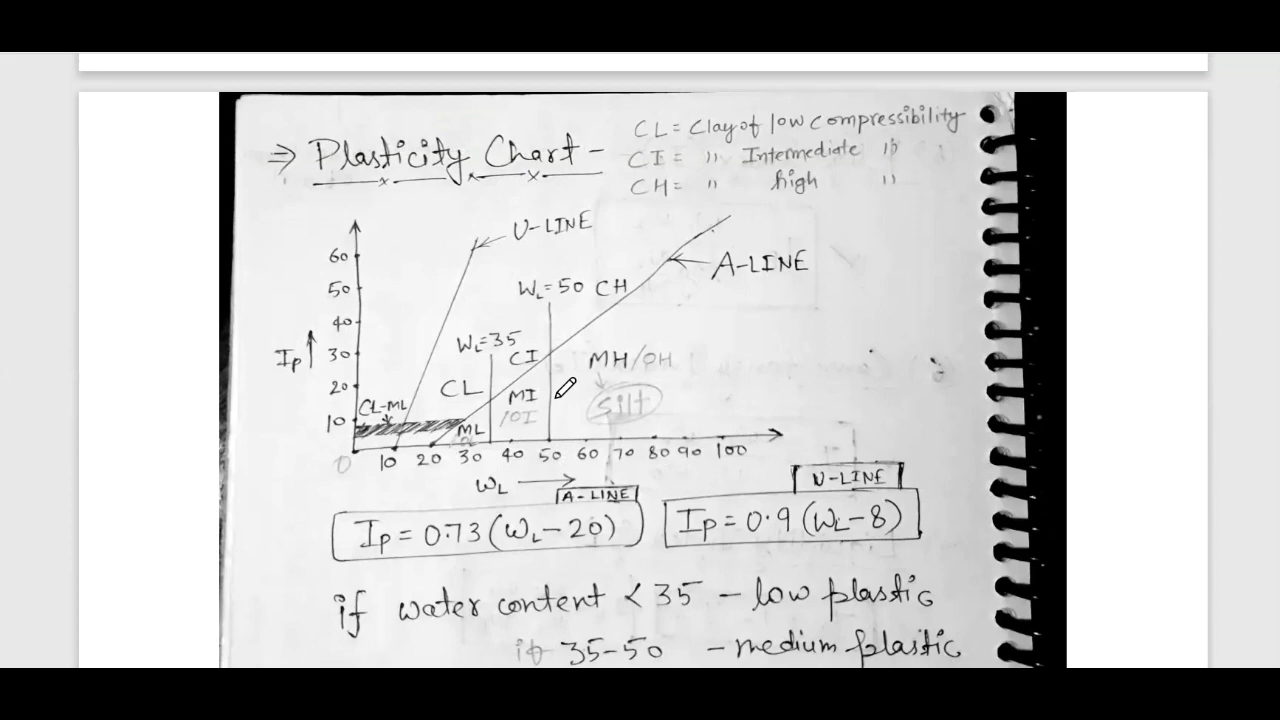 ⇒ Plasticity Chart –
CL = Clay of low compressibility
CI = " Intermediate "
CH = " high "
U-LINE
A-LINE
WL = 50 CH
WL = 35
CI
CL
MH/OH
silt
MI
/OI
ML
CL-ML
Ip ↑
60
50
40
30
20
10
0 10 20 30 40 50 60 70 80 90 100
WL →
A-LINE
Ip = 0.73 (WL – 20)
U-LINE
Ip = 0.9 (WL – 8)
if water content < 35 – low plastic
if 35-50 – medium plastic